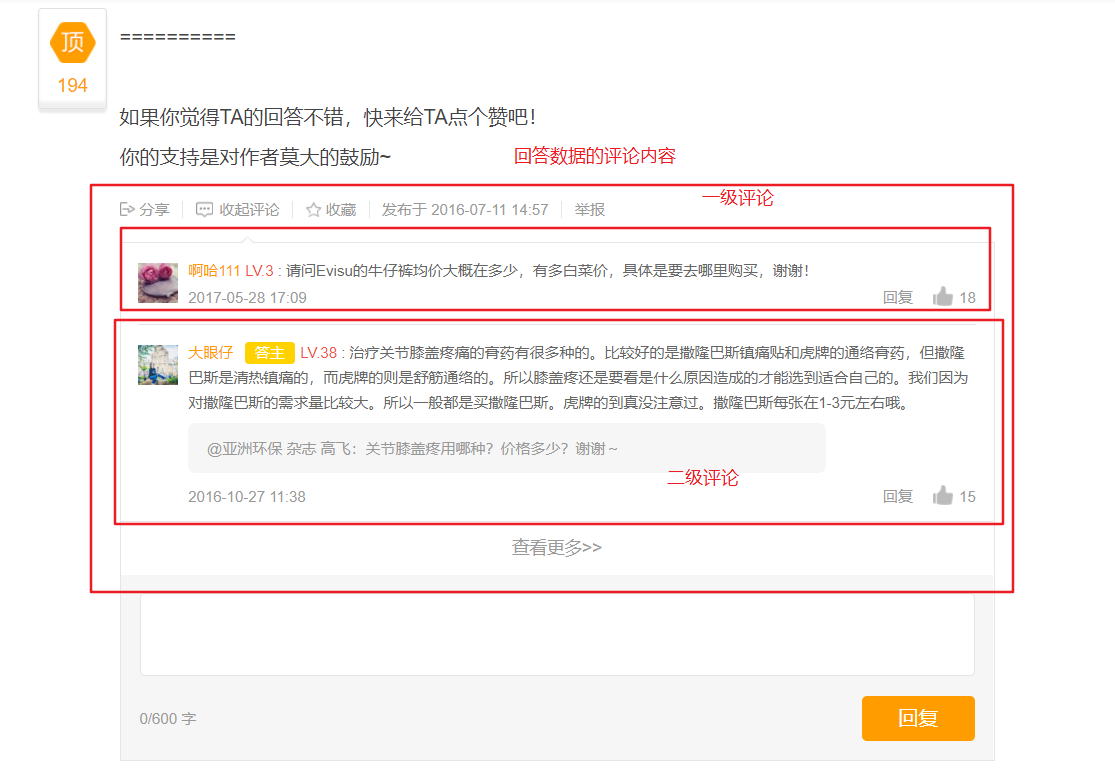 顶
194
==========
如果你觉得TA的回答不错，快来给TA点个赞吧！
你的支持是对作者莫大的鼓励~
回答数据的评论内容
一级评论
分享 收起评论 收藏 发布于 2016-07-11 14:57 举报
啊哈111 LV.3 : 请问Evisu的牛仔裤均价大概在多少，有多白菜价，具体是要去哪里购买，谢谢！
2017-05-28 17:09 回复 18
大眼仔 答主 LV.38 : 治疗关节膝盖疼痛的膏药有很多种的。比较好的是撒隆巴斯镇痛贴和虎牌的通络膏药，但撒隆
巴斯是清热镇痛的，而虎牌的则是舒筋通络的。所以膝盖疼还是要看是什么原因造成的才能选到适合自己的。我们因为
对撒隆巴斯的需求量比较大。所以一般都是买撒隆巴斯。虎牌的到真没注意过。撒隆巴斯每张在1-3元左右哦。
@亚洲环保 杂志 高飞：关节膝盖疼用哪种？价格多少？谢谢～
二级评论
2016-10-27 11:38 回复 15
查看更多>>
0/600 字
回复